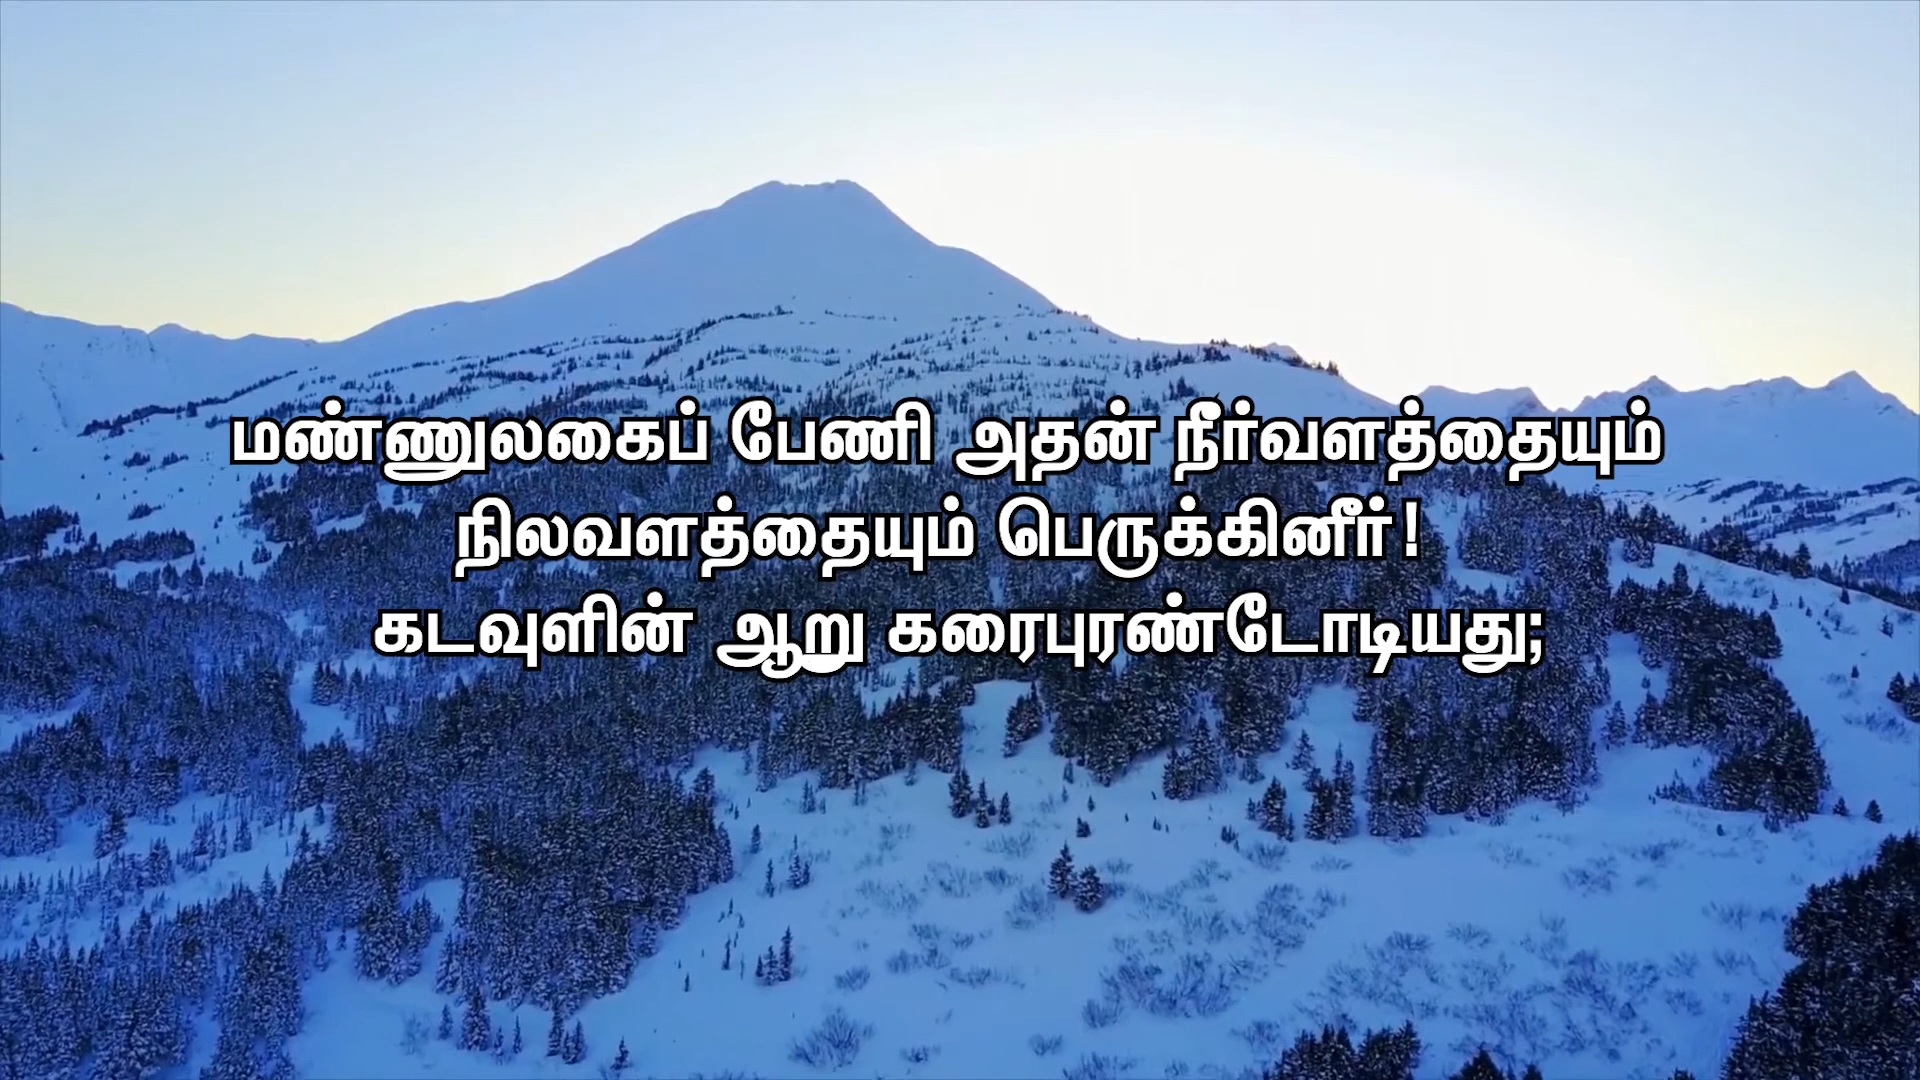 மண்ணுலகைப் பேணி அதன் நீர்வளத்தையும்
நிலவளத்தையும் பெருக்கினீர்!
கடவுளின் ஆறு கரைபுரண்டோடியது;